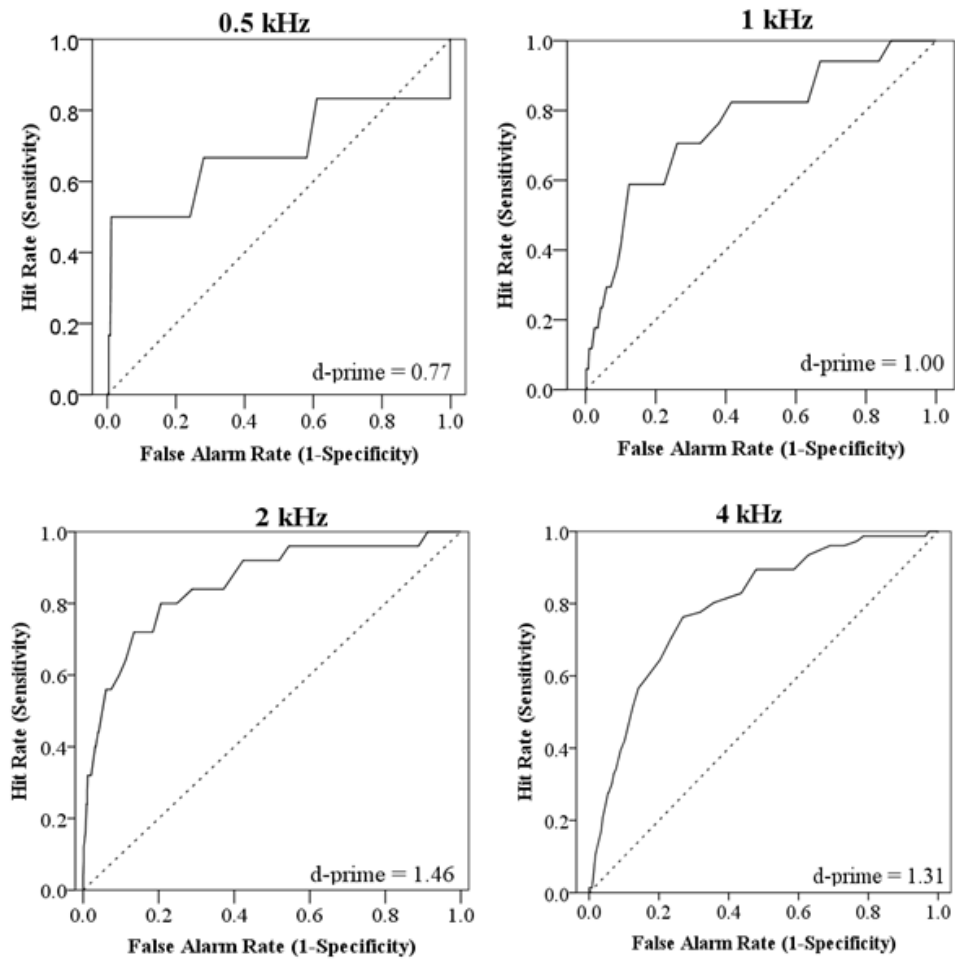 0.5 kHz
1.0
0.8
0.6
0.4
0.2
0.0
Hit Rate (Sensitivity)
d-prime = 0.77
0.0 0.2 0.4 0.6 0.8 1.0
False Alarm Rate (1-Specificity)
1 kHz
1.0
0.8
0.6
0.4
0.2
0.0
Hit Rate (Sensitivity)
d-prime = 1.00
0.0 0.2 0.4 0.6 0.8 1.0
False Alarm Rate (1-Specificity)
2 kHz
1.0
0.8
0.6
0.4
0.2
0.0
Hit Rate (Sensitivity)
d-prime = 1.46
0.0 0.2 0.4 0.6 0.8 1.0
False Alarm Rate (1-Specificity)
4 kHz
1.0
0.8
0.6
0.4
0.2
0.0
Hit Rate (Sensitivity)
d-prime = 1.31
0.0 0.2 0.4 0.6 0.8 1.0
False Alarm Rate (1-Specificity)